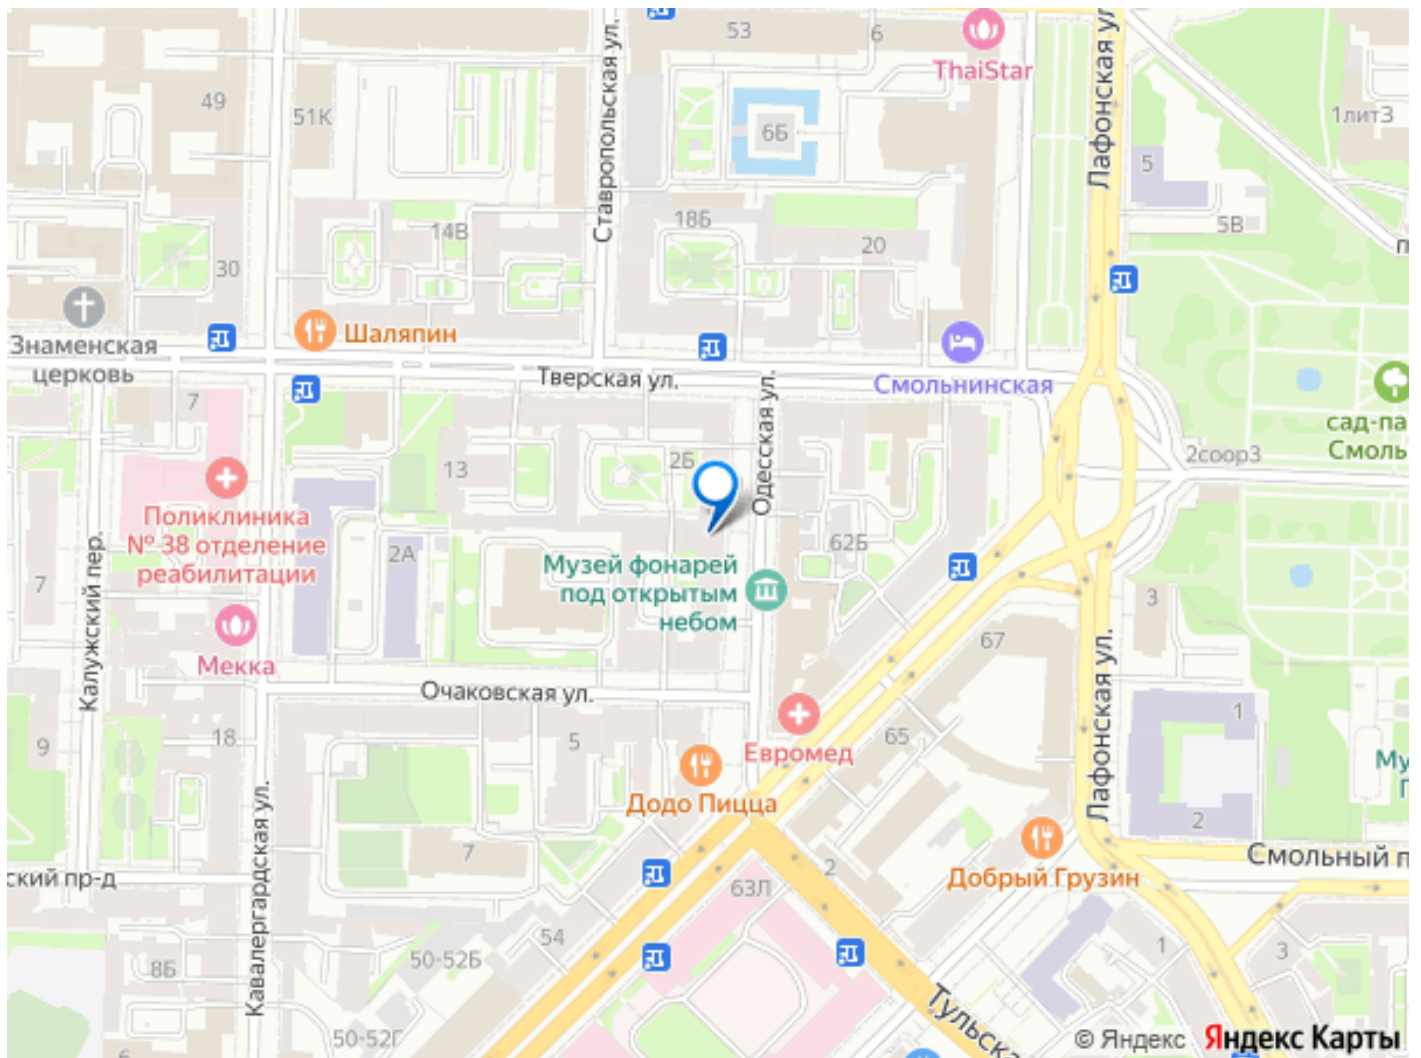 53
6
ThaiStar
Лафонская ул
49
51К
Ставропольская ул.
6Б
1литЗ
5
5В
14В
18Б
20
30
Шаляпин
Знаменская
церковь
Тверская ул.
Смольнинская
сад-па
Смоль
7
13
2Б
Одесская ул.
2соор3
Поликлиника
№ 38 отделение
реабилитации
2А
62Б
Музей фонарей
под открытым
небом
7
Калужский пер.
3
67
Мекка
Очаковская ул.
Лафонская ул.
9
18
5
1
65
Евромед
Му
Додо Пицца
2
7
Смольный п
ский пр-д
Добрый Грузин
2
63Л
Кавалергардская ул.
54
50-52Б
8Б
1
3
50-52Г
6
Тульска
© Яндекс Яндекс Карты